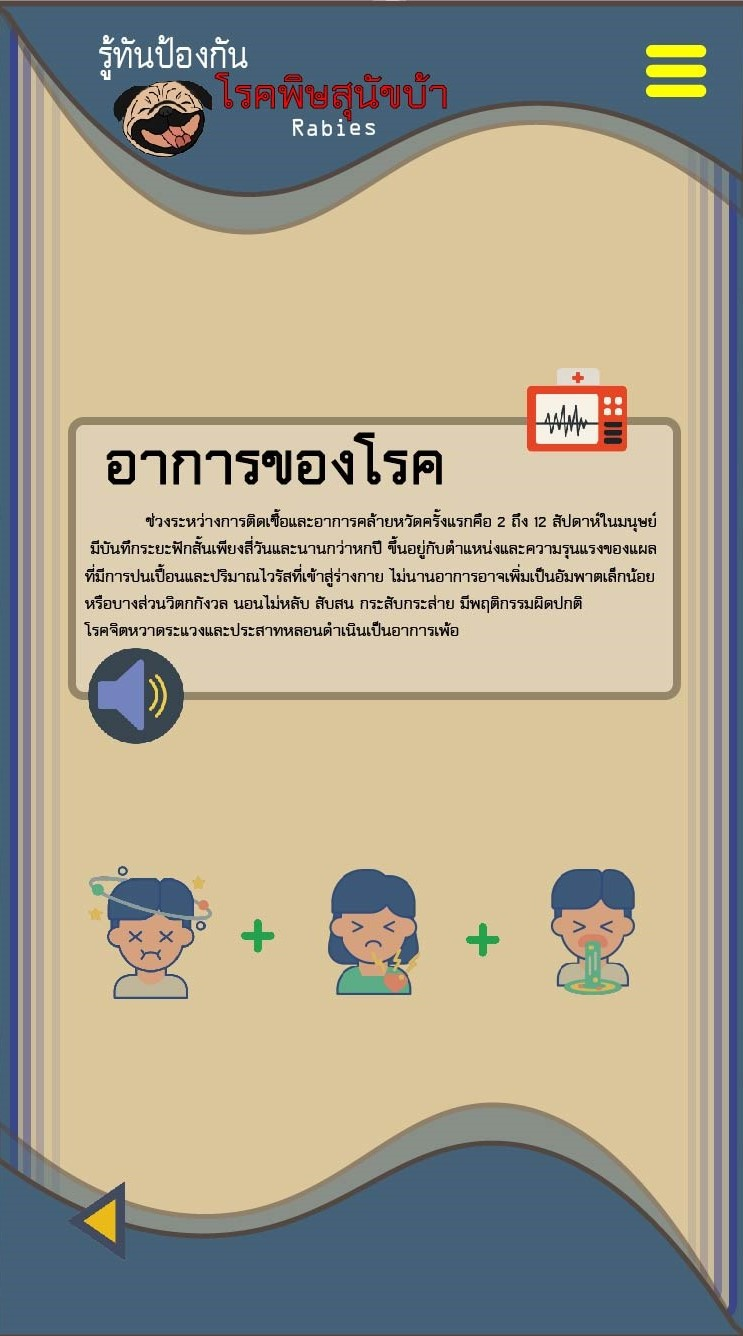 รู้ทันป้องกัน
โรคพิษสุนัขบ้า
Rabies
อาการของโรค
ช่วงระหว่างการติดเชื้อและอาการคล้ายหวัดครั้งแรกคือ 2 ถึง 12 สัปดาห์ในมนุษย์
มีบันทึกระยะฟักสั้นเพียงสี่วันและนานกว่าหกปี ขึ้นอยู่กับตำแหน่งและความรุนแรงของแผล
ที่มีการปนเปื้อนและปริมาณไวรัสที่เข้าสู่ร่างกาย ไม่นานอาการอาจเพิ่มเป็นอัมพาตเล็กน้อย
หรือบางส่วนวิตกกังวล นอนไม่หลับ สับสน กระสับกระส่าย มีพฤติกรรมผิดปกติ
โรคจิตหวาดระแวงและประสาทหลอนดำเนินเป็นอาการเพ้อ